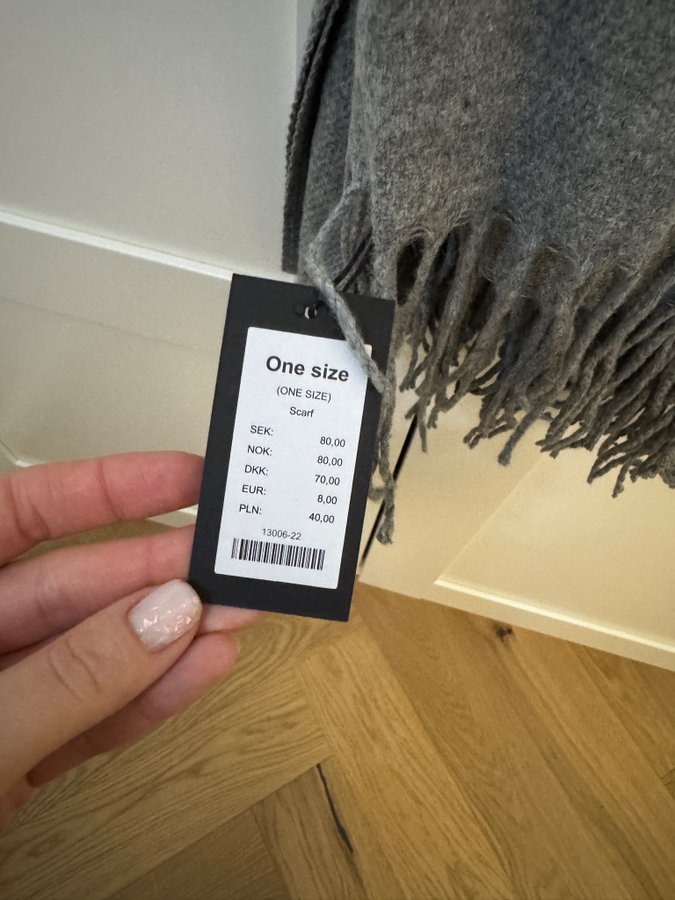 One size
(ONE SIZE)
Scarf
SEK: 80,00
NOK: 80,00
DKK: 70,00
EUR: 8,00
PLN: 40,00
13006-22